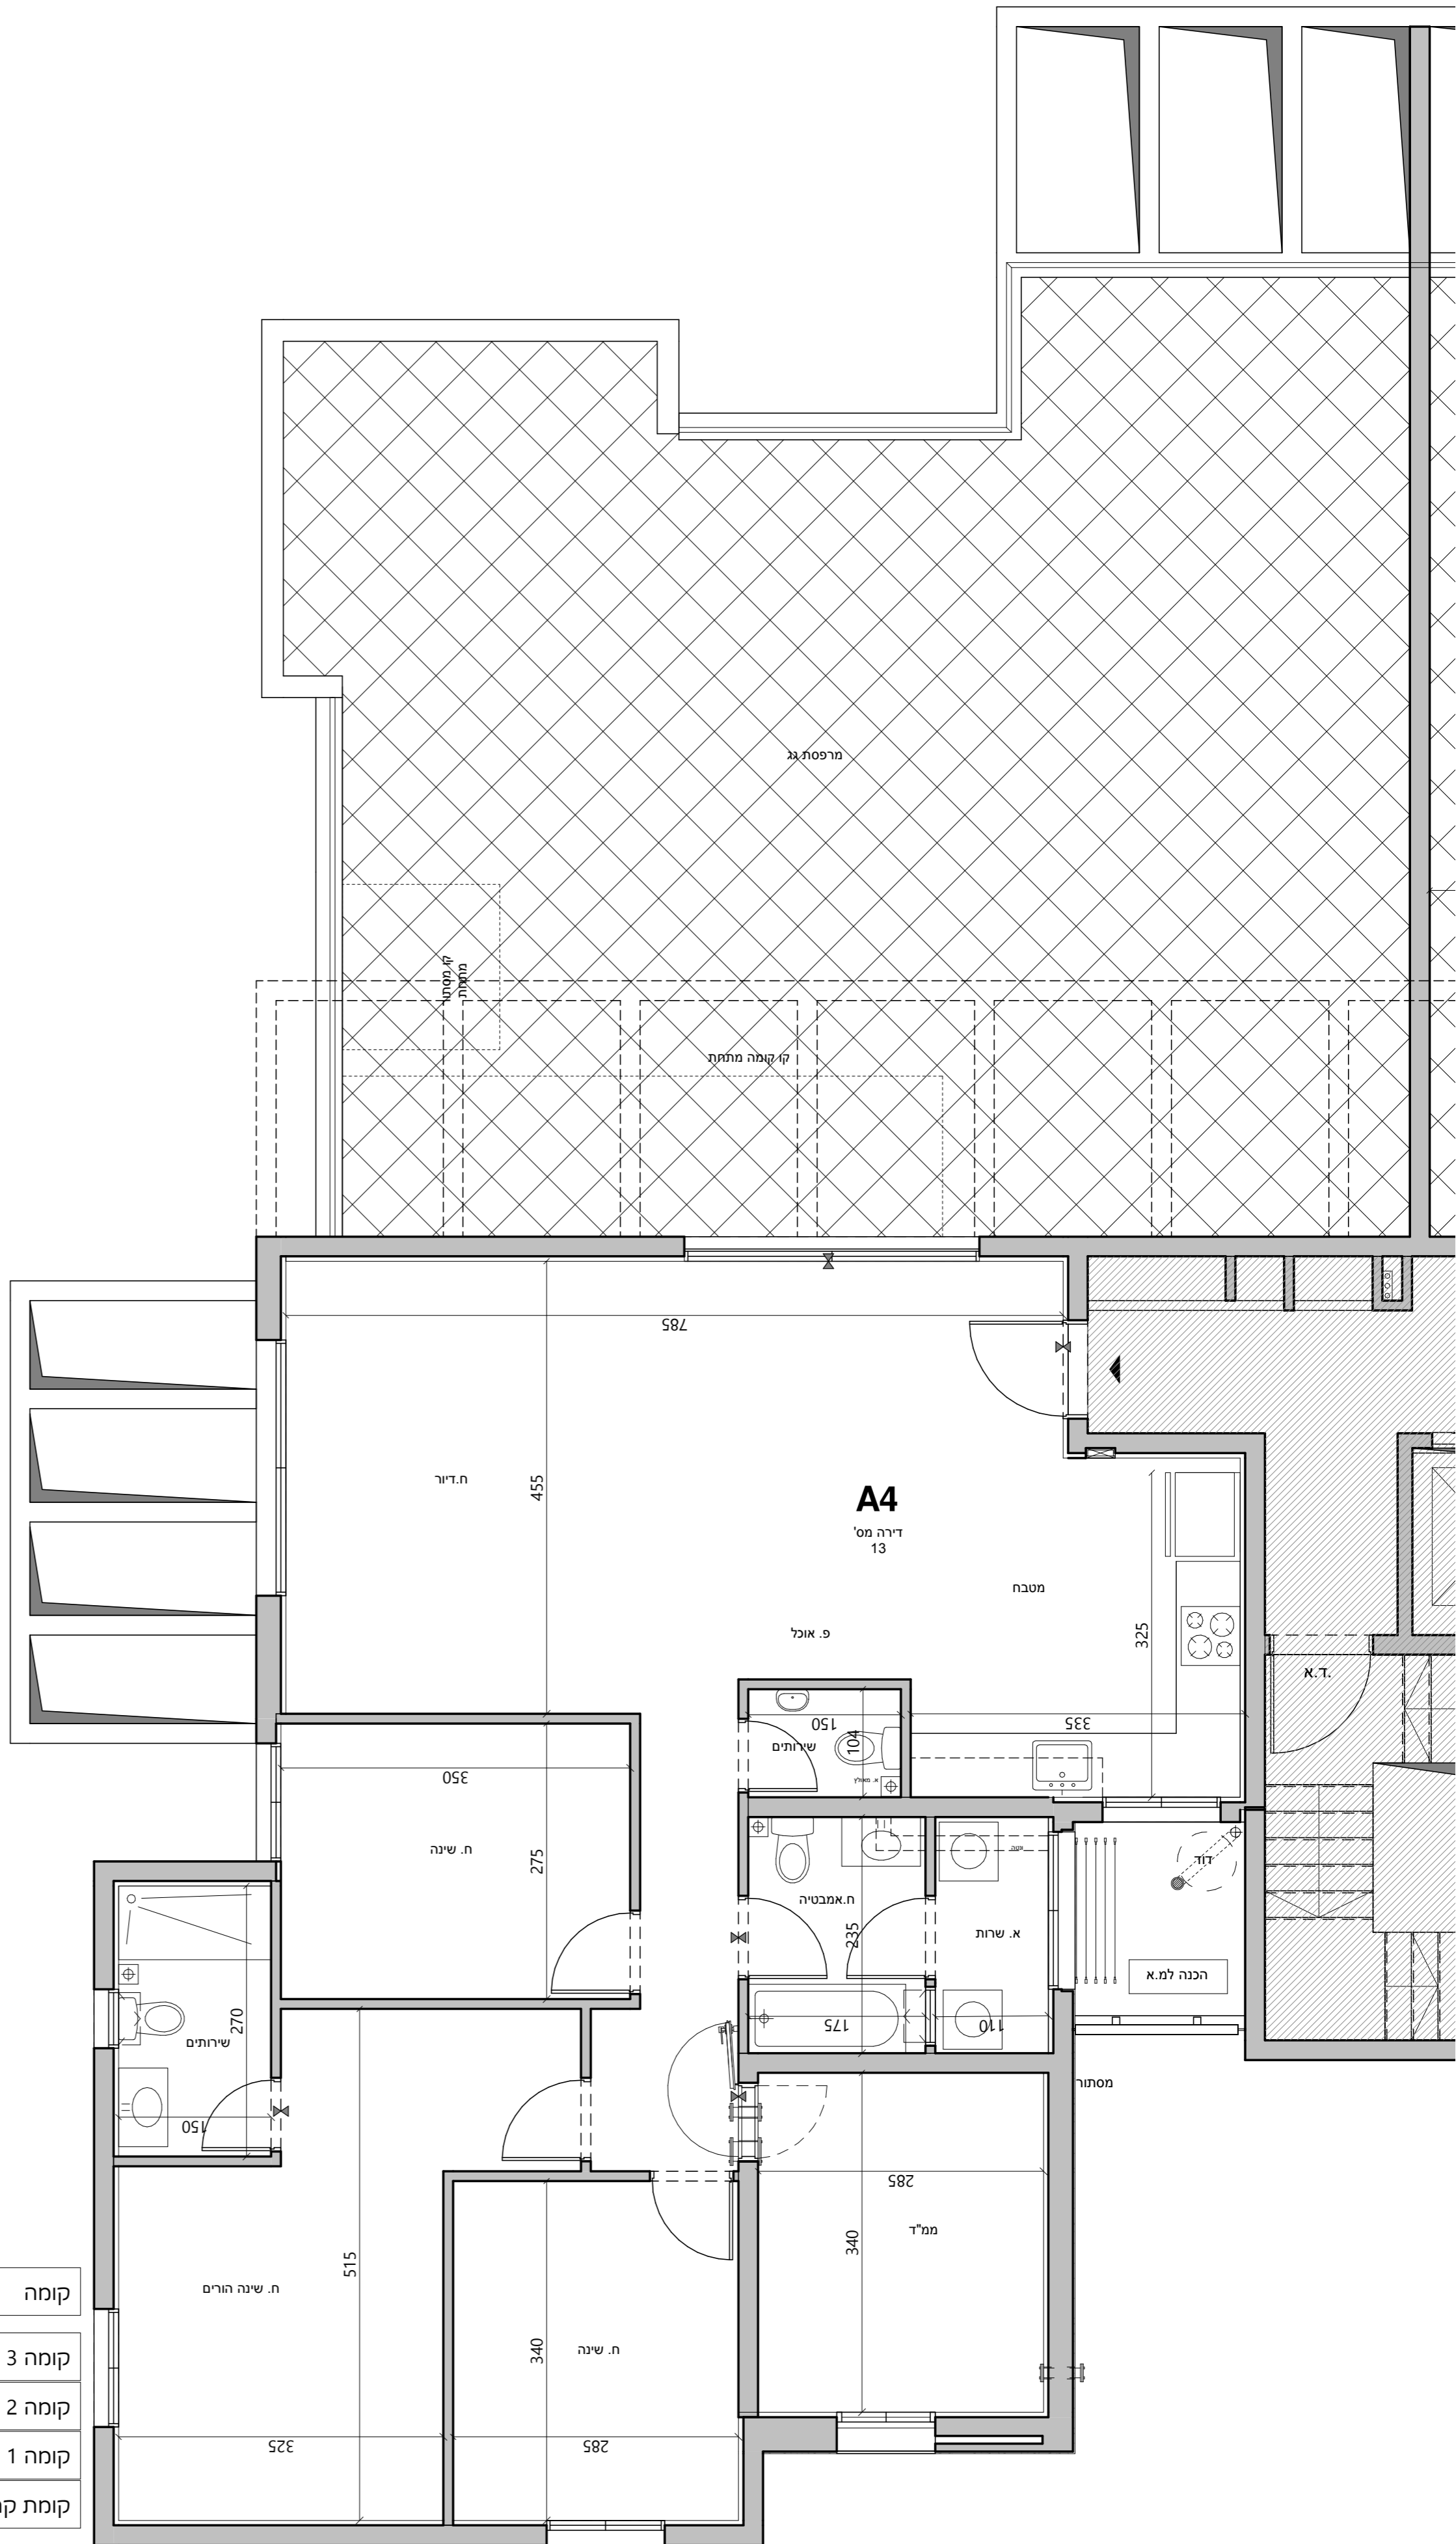 מרפסת גג
קו מסתור
מתחת
קו קומה מתחת
785
ח.דיור
455
A4
דירה מס'
13
מטבח
פ. אוכל
325
335
ד.א.
150
104
שירותים
א. מאולץ
350
ח. שינה
275
ח.אמבטיה
235
א. שרות
175
110
דוד
הכנה למ.א
מסתור
270
שירותים
150
285
ממ"ד
340
515
ח. שינה הורים
340
ח. שינה
325
285
קומה
קומה 3
קומה 2
קומה 1